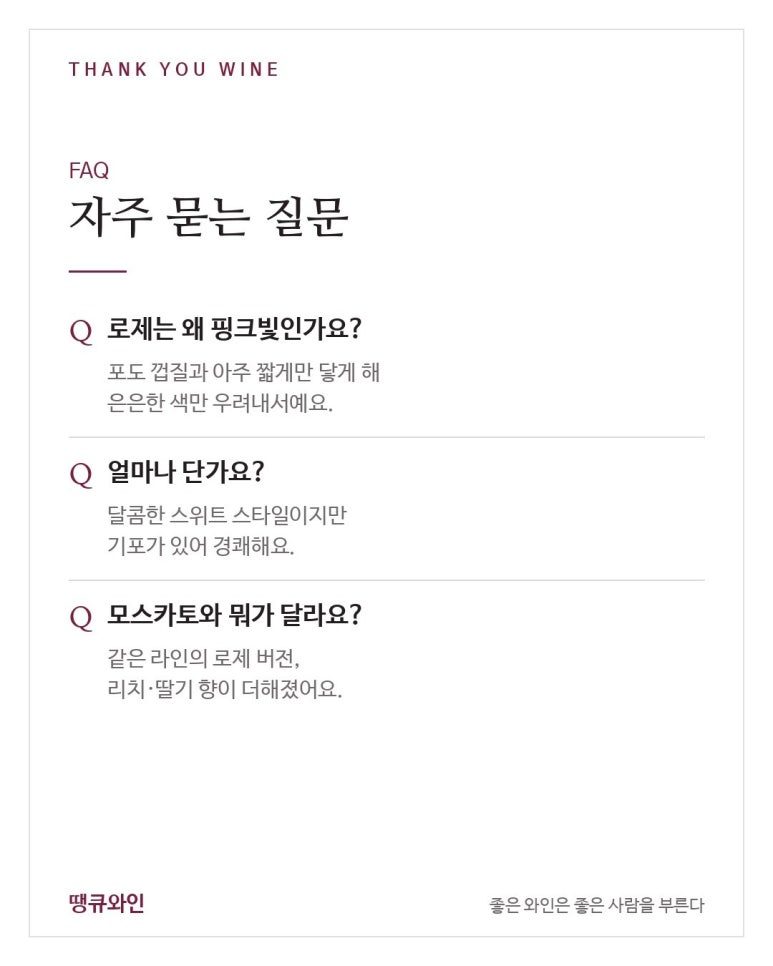 THANK YOU WINE
FAQ
자주 묻는 질문
Q 로제는 왜 핑크빛인가요?
포도 껍질과 아주 짧게만 닿게 해
은은한 색만 우려내서예요.
Q 얼마나 단가요?
달콤한 스위트 스타일이지만
기포가 있어 경쾌해요.
Q 모스카토와 뭐가 달라요?
같은 라인의 로제 버전,
리치·딸기 향이 더해졌어요.
땡큐와인
좋은 와인은 좋은 사람을 부른다